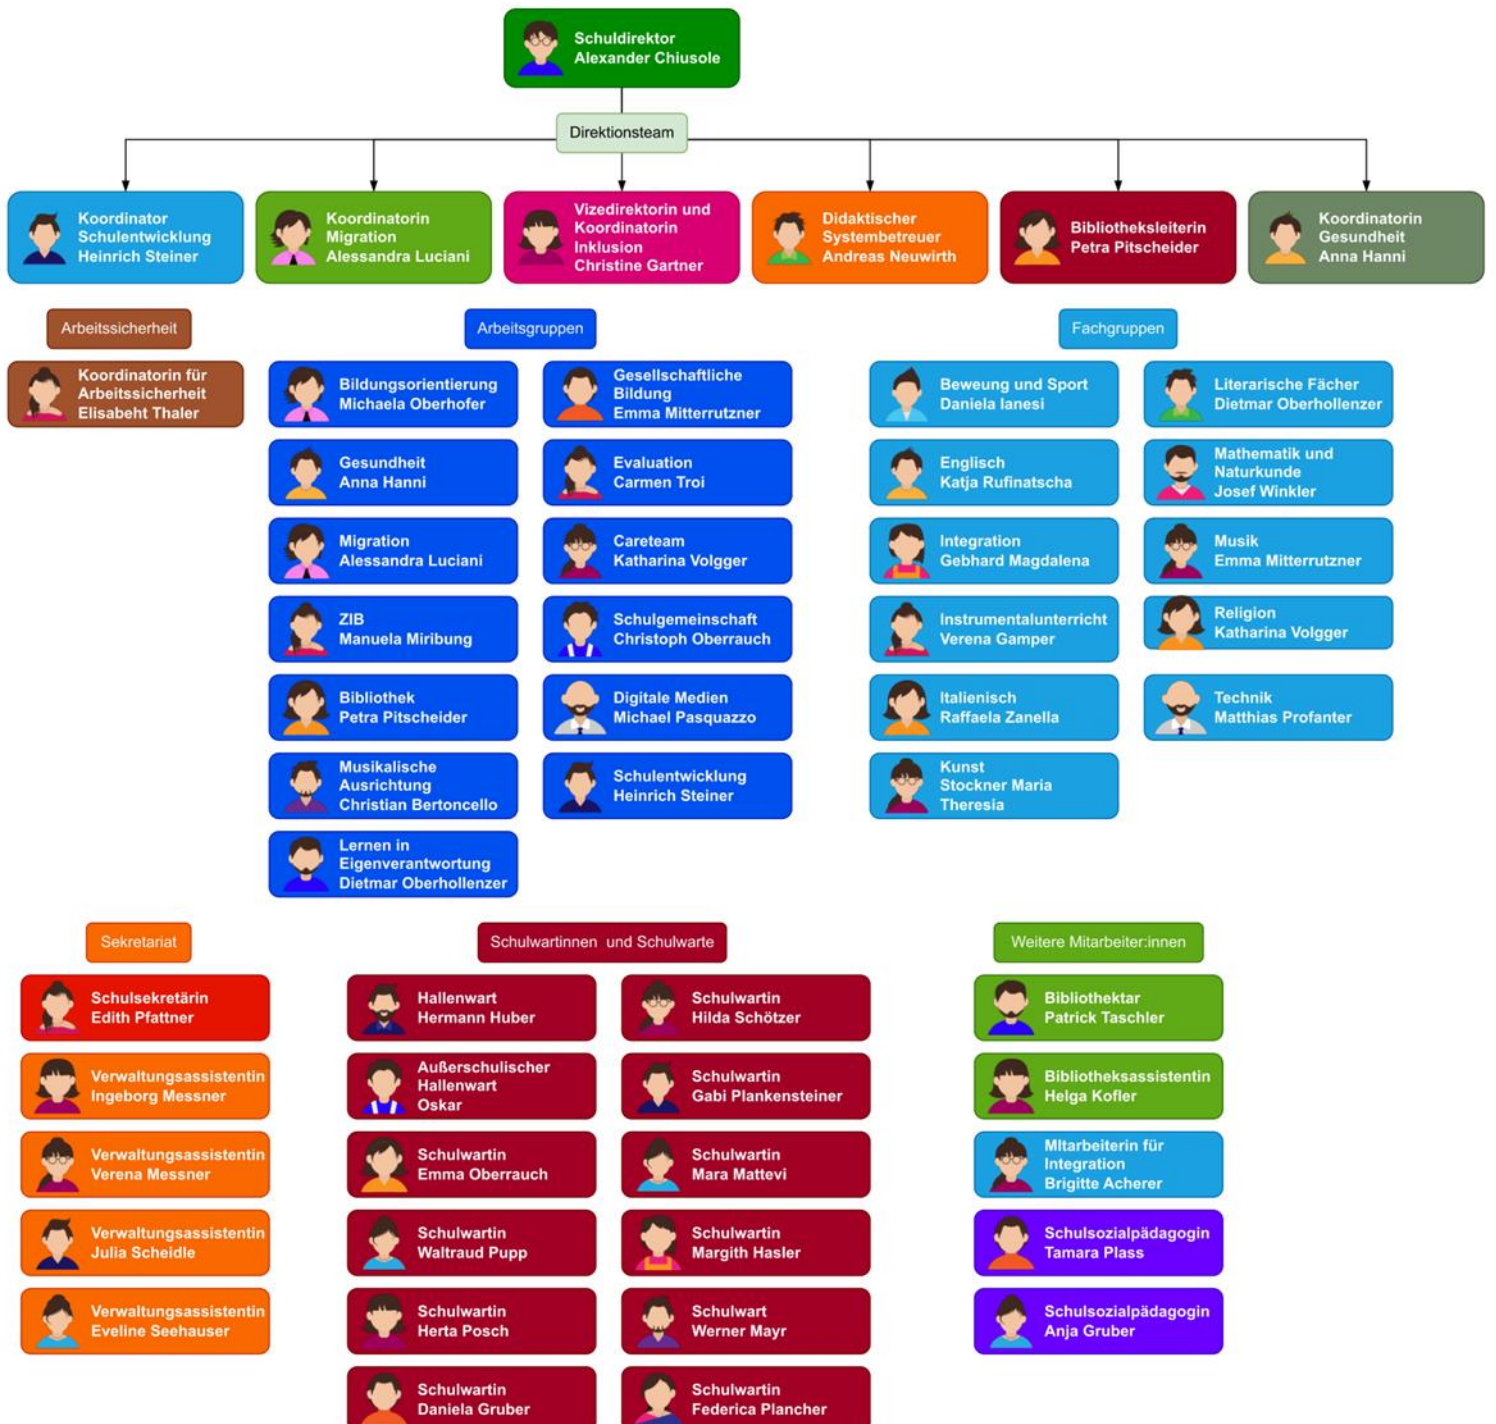 Schuldirektor
Alexander Chiusole
Direktionsteam
Koordinator
Schulentwicklung
Heinrich Steiner
Koordinatorin
Migration
Alessandra Luciani
Vizedirektorin und
Koordinatorin
Inklusion
Christine Gartner
Didaktischer
Systembetreuer
Andreas Neuwirth
Bibliotheksleiterin
Petra Pitscheider
Koordinatorin
Gesundheit
Anna Hanni
Arbeitssicherheit
Koordinatorin für
Arbeitssicherheit
Elisabeht Thaler
Arbeitsgruppen
Bildungsorientierung
Michaela Oberhofer
Gesellschaftliche
Bildung
Emma Mitterrutzner
Gesundheit
Anna Hanni
Evaluation
Carmen Troi
Migration
Alessandra Luciani
Careteam
Katharina Volgger
ZIB
Manuela Miribung
Schulgemeinschaft
Christoph Oberrauch
Bibliothek
Petra Pitscheider
Digitale Medien
Michael Pasquazzo
Musikalische
Ausrichtung
Christian Bertoncello
Schulentwicklung
Heinrich Steiner
Lernen in
Eigenverantwortung
Dietmar Oberhollenzer
Fachgruppen
Beweung und Sport
Daniela Ianesi
Literarische Fächer
Dietmar Oberhollenzer
Englisch
Katja Rufinatscha
Mathematik und
Naturkunde
Josef Winkler
Integration
Gebhard Magdalena
Musik
Emma Mitterrutzner
Instrumentalunterricht
Verena Gamper
Religion
Katharina Volgger
Italienisch
Raffaela Zanella
Technik
Matthias Profanter
Kunst
Stockner Maria
Theresia
Sekretariat
Schulsekretärin
Edith Pfattner
Verwaltungsassistentin
Ingeborg Messner
Verwaltungsassistentin
Verena Messner
Verwaltungsassistentin
Julia Scheidle
Verwaltungsassistentin
Eveline Seehauser
Schulwartinnen und Schulwarte
Hallenwart
Hermann Huber
Schulwartin
Hilda Schötzer
Außerschulischer
Hallenwart
Oskar
Schulwartin
Gabi Plankensteiner
Schulwartin
Emma Oberrauch
Schulwartin
Mara Mattevi
Schulwartin
Waltraud Pupp
Schulwartin
Margith Hasler
Schulwartin
Herta Posch
Schulwart
Werner Mayr
Schulwartin
Daniela Gruber
Schulwartin
Federica Plancher
Weitere Mitarbeiter:innen
Bibliothektar
Patrick Taschler
Bibliotheksassistentin
Helga Kofler
MItarbeiterin für
Integration
Brigitte Acherer
Schulsozialpädagogin
Tamara Plass
Schulsozialpädagogin
Anja Gruber